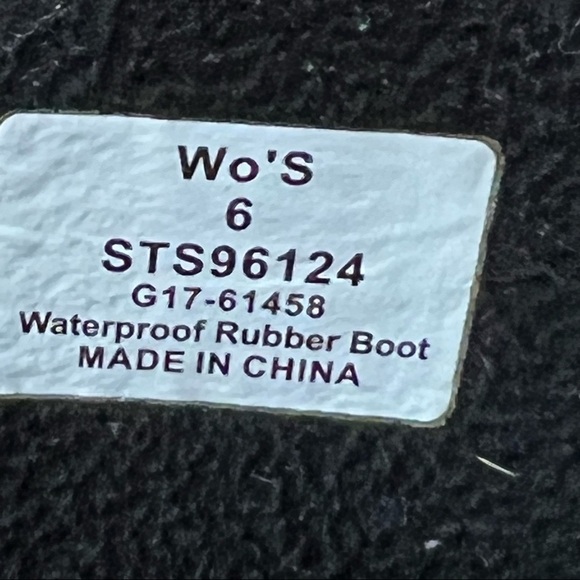 Wo'S
6
STS96124
G17-61458
Waterproof Rubber Boot
MADE IN CHINA